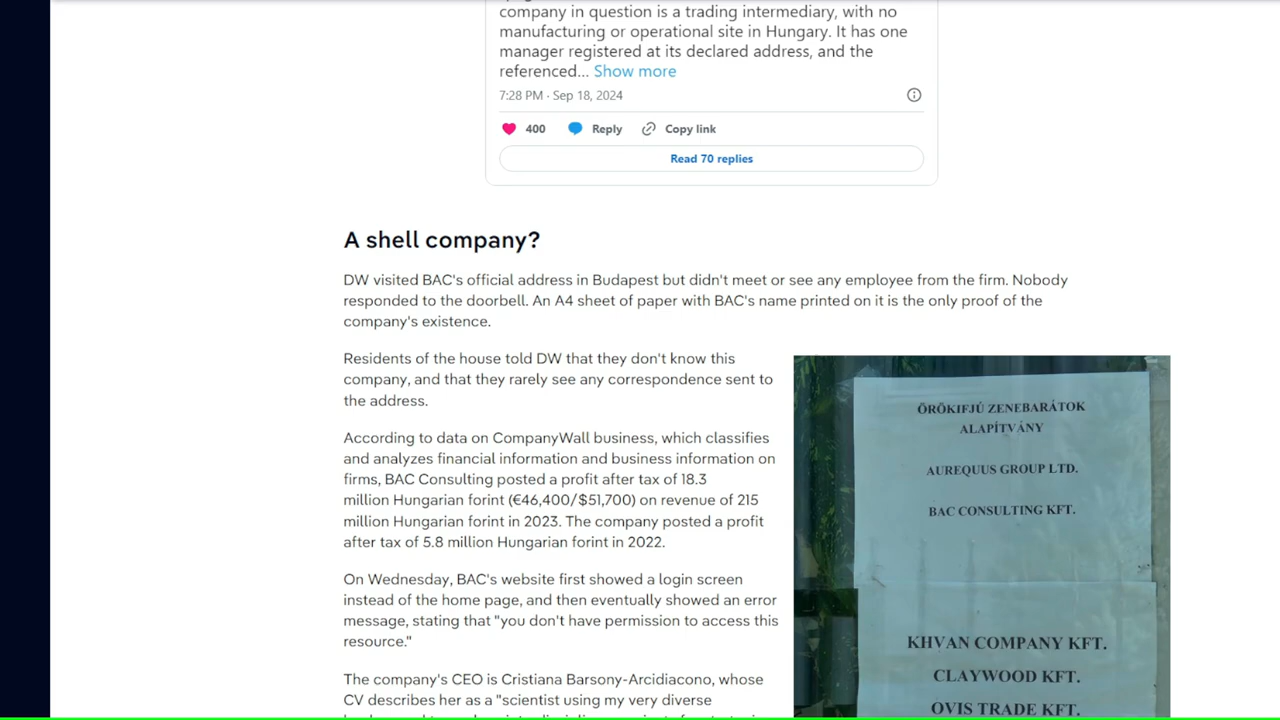 company in question is a trading intermediary, with no
manufacturing or operational site in Hungary. It has one
manager registered at its declared address, and the
referenced... Show more
7:28 PM · Sep 18, 2024
400 Reply Copy link
Read 70 replies
A shell company?
DW visited BAC's official address in Budapest but didn't meet or see any employee from the firm. Nobody
responded to the doorbell. An A4 sheet of paper with BAC's name printed on it is the only proof of the
company's existence.
Residents of the house told DW that they don't know this
company, and that they rarely see any correspondence sent to
the address.
According to data on CompanyWall business, which classifies
and analyzes financial information and business information on
firms, BAC Consulting posted a profit after tax of 18.3
million Hungarian forint (€46,400/$51,700) on revenue of 215
million Hungarian forint in 2023. The company posted a profit
after tax of 5.8 million Hungarian forint in 2022.
On Wednesday, BAC's website first showed a login screen
instead of the home page, and then eventually showed an error
message, stating that "you don't have permission to access this
resource."
The company's CEO is Cristiana Barsony-Arcidiacono, whose
CV describes her as a "scientist using my very diverse
ÖRÖKIFJÚ ZENEBARÁTOK
ALAPÍTVÁNY
AUREQUUS GROUP LTD.
BAC CONSULTING KFT.
KHVAN COMPANY KFT.
CLAYWOOD KFT.
OVIS TRADE KFT.